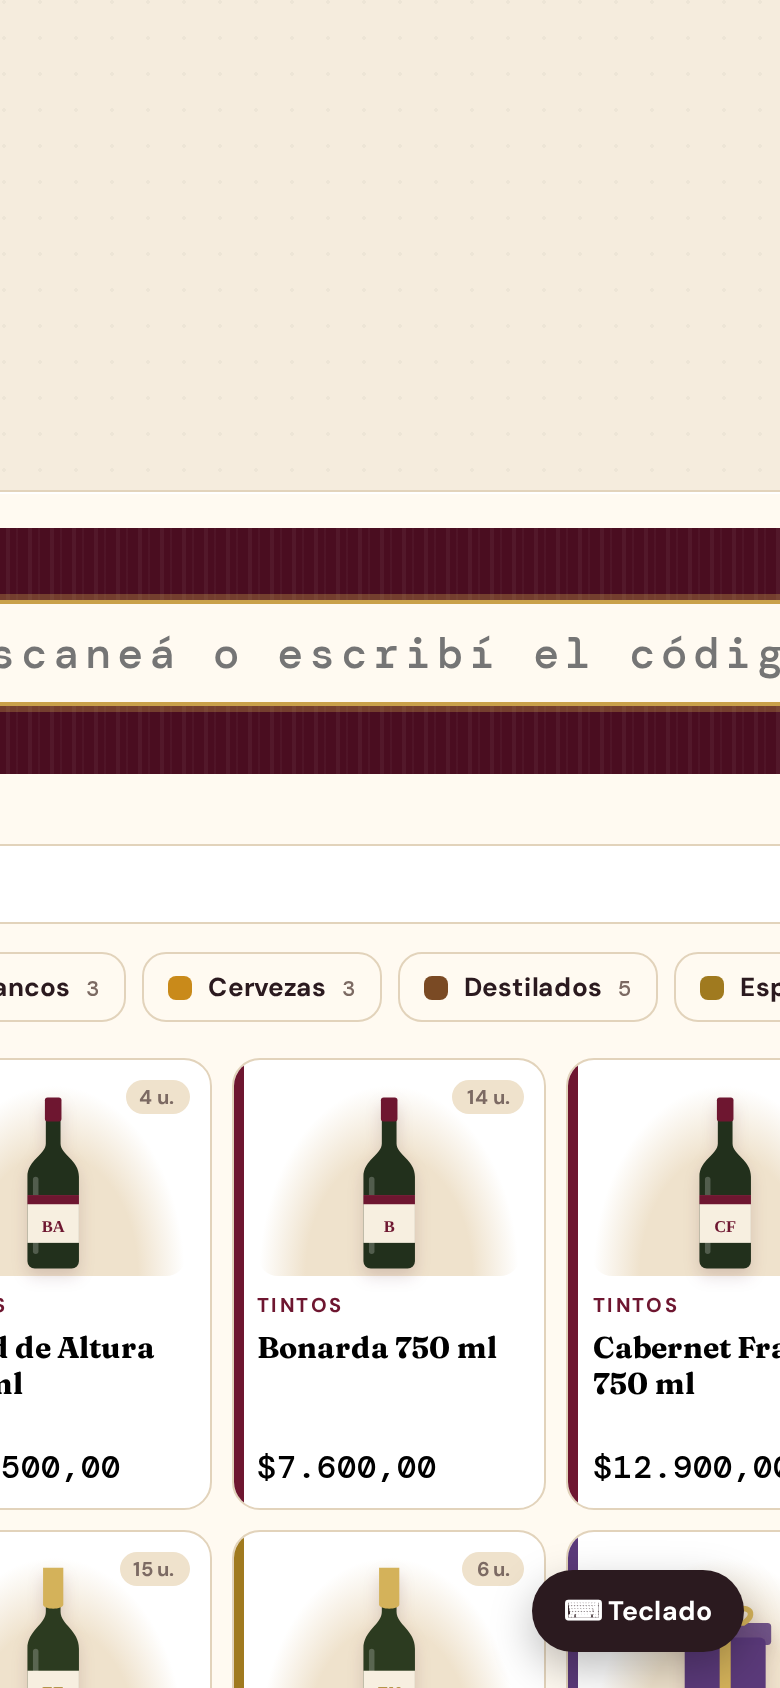 scaneá o escribí el códig
ancos 3
Cervezas 3
Destilados 5
Esp
4 u.
BA
d de Altura
ml
500,00
14 u.
B
TINTOS
Bonarda 750 ml
$7.600,00
CF
TINTOS
Cabernet Fra
750 ml
$12.900,00
15 u.
6 u.
Teclado